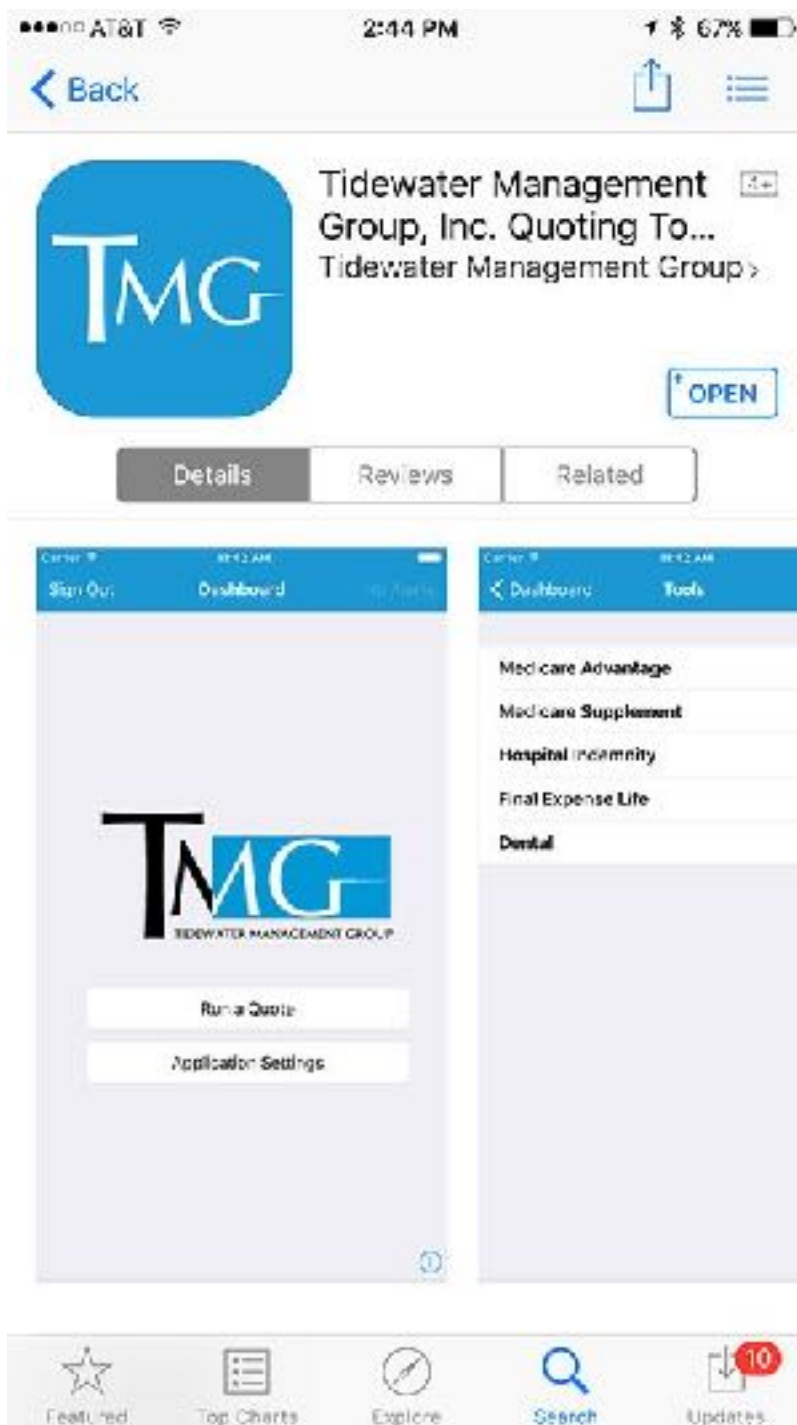 AT&T 2:44 PM 67%
Back
TMG
Tidewater Management 4+
Group, Inc. Quoting To...
Tidewater Management Group
OPEN
Details Reviews Related
Carrier
Sign Out Dashboard
TMG
TIDEWATER MANAGEMENT GROUP
Run a Quote
Application Settings
Carrier
Dashboard Tools
Medicare Advantage
Medicare Supplement
Hospital Indemnity
Final Expense Life
Dental
Featured Top Charts Explore Search Updates 10